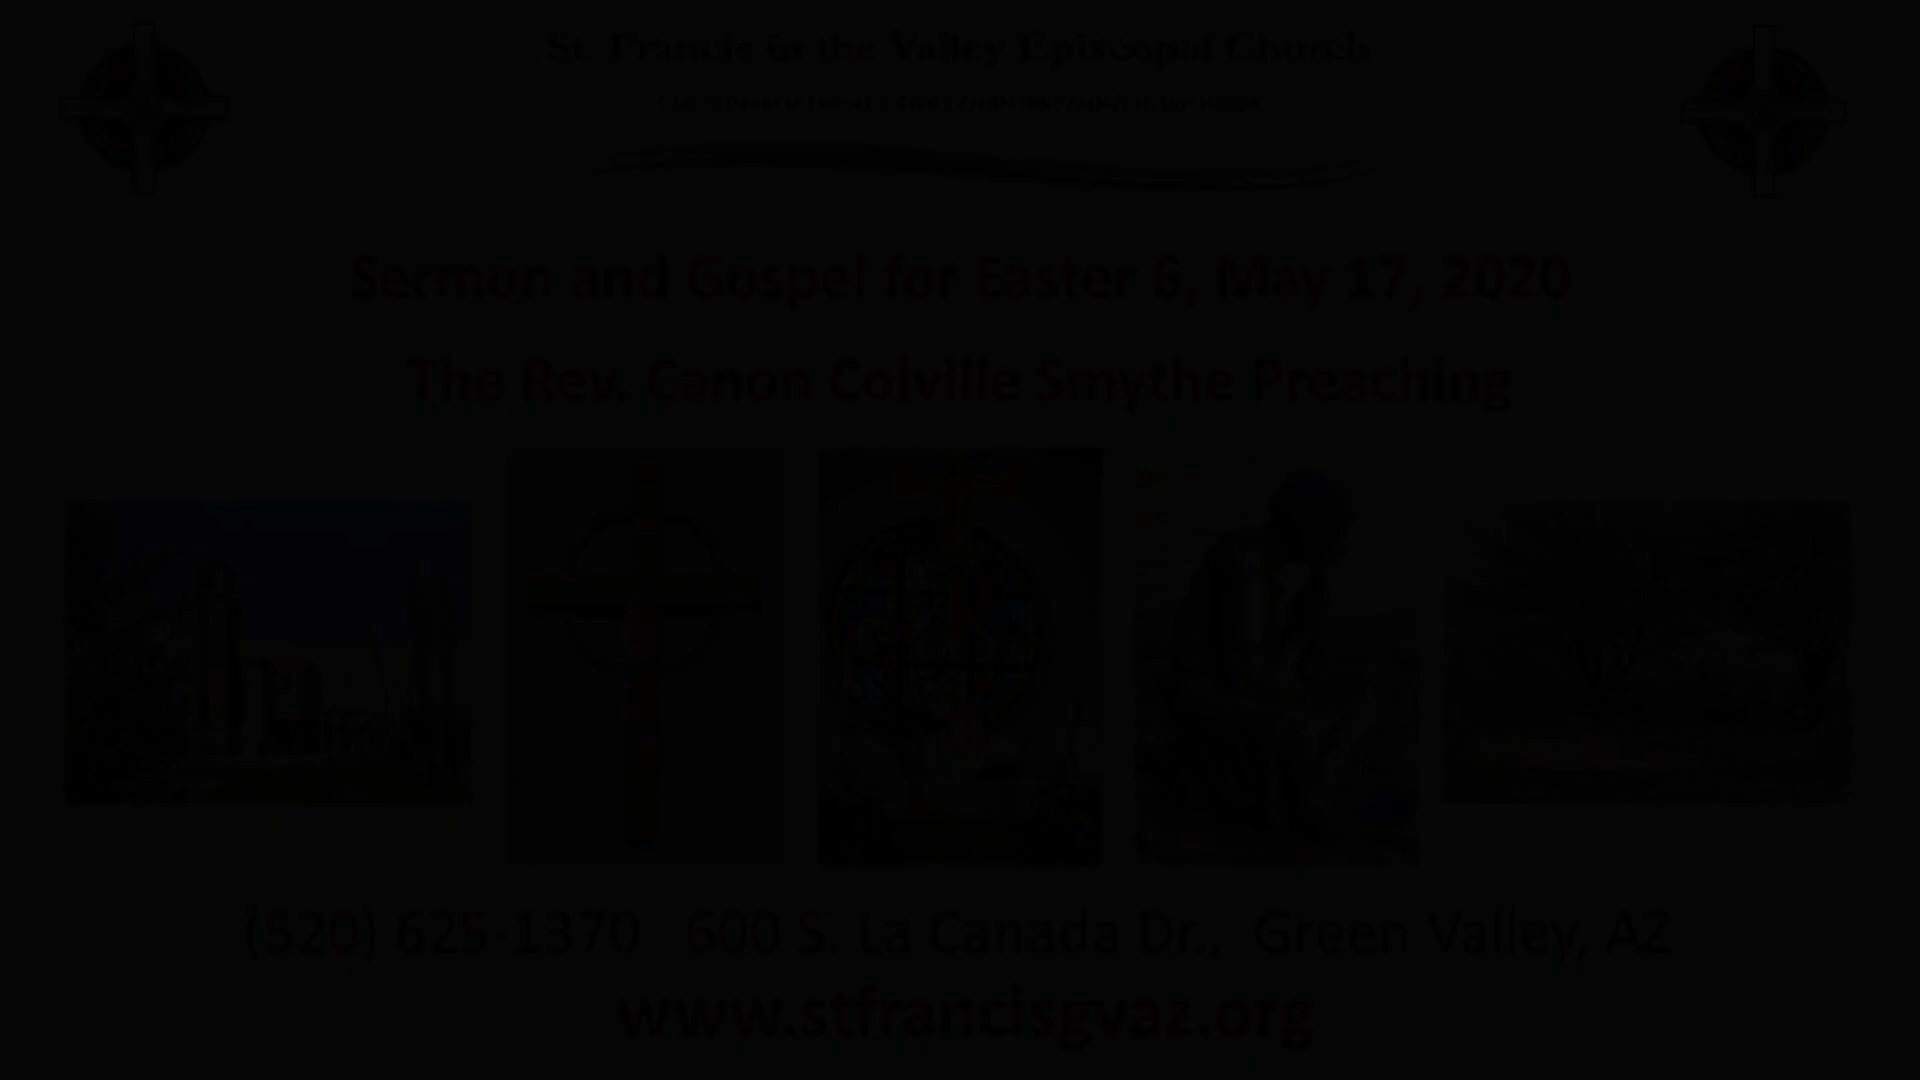 St. Francis in the Valley Episcopal Church
Sermon and Gospel for Easter 6, May 17, 2020
The Rev. Canon Colville Smythe Preaching
(520) 625-1370 600 S. La Canada Dr., Green Valley, AZ
www.stfrancisgvaz.org